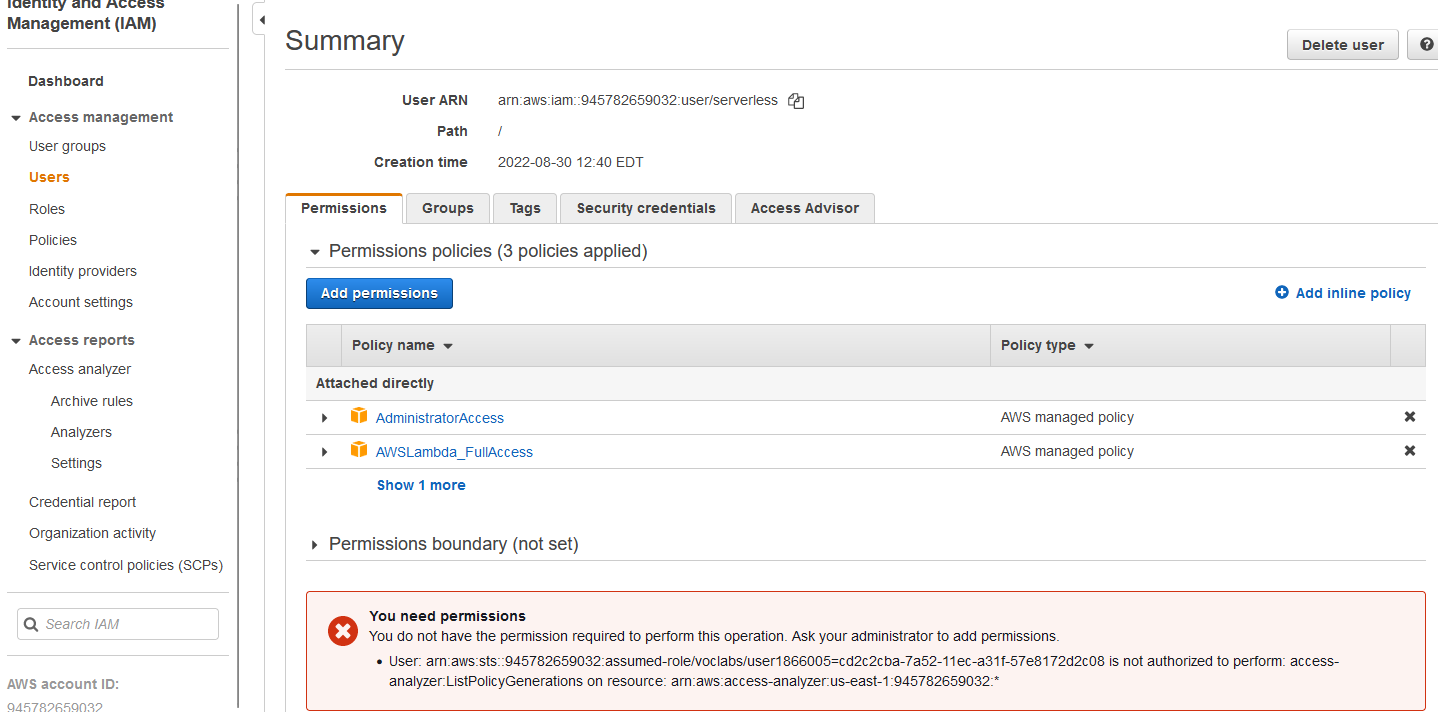 Identity and Access
Management (IAM)
Dashboard
Access management
User groups
Users
Roles
Policies
Identity providers
Account settings
Access reports
Access analyzer
Archive rules
Analyzers
Settings
Credential report
Organization activity
Service control policies (SCPs)
Search IAM
AWS account ID:
945782659032
Summary
Delete user
User ARN arn:aws:iam::945782659032:user/serverless
Path /
Creation time 2022-08-30 12:40 EDT
Permissions Groups Tags Security credentials Access Advisor
Permissions policies (3 policies applied)
Add permissions Add inline policy
Policy name Policy type
Attached directly
AdministratorAccess AWS managed policy
AWSLambda_FullAccess AWS managed policy
Show 1 more
Permissions boundary (not set)
You need permissions
You do not have the permission required to perform this operation. Ask your administrator to add permissions.
• User: arn:aws:sts::945782659032:assumed-role/voclabs/user1866005=cd2c2cba-7a52-11ec-a31f-57e8172d2c08 is not authorized to perform: access-
analyzer:ListPolicyGenerations on resource: arn:aws:access-analyzer:us-east-1:945782659032:*